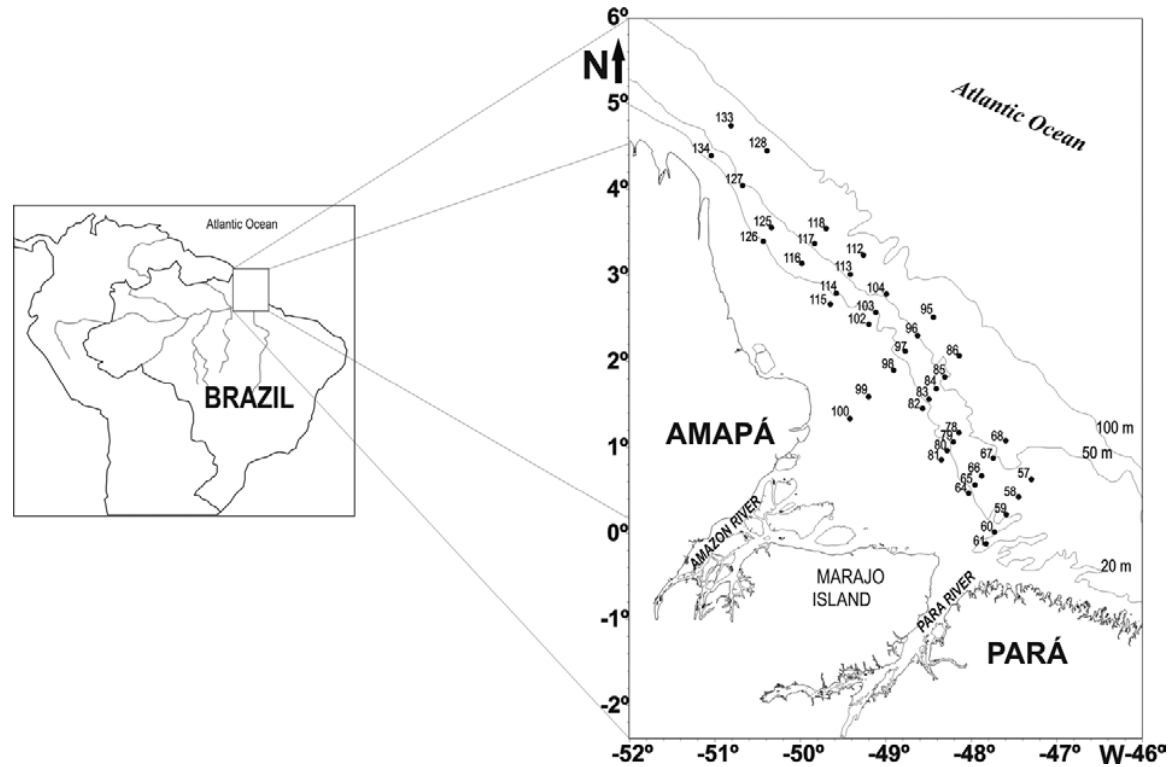 Atlantic Ocean
BRAZIL
6º
N
5º
4º
3º
2º
1º
0º
-1º
-2º
Atlantic Ocean
133
128
134
127
125
118
126
117
112
116
113
114
104
115
103
95
102
96
97
86
98
85
84
99
83
82
100
78
79
68
80
81
67
66
57
65
64
58
59
60
61
100 m
50 m
20 m
AMAPÁ
AMAZON RIVER
MARAJO
ISLAND
PARA RIVER
PARÁ
-52º -51º -50º -49º -48º -47º W-46º